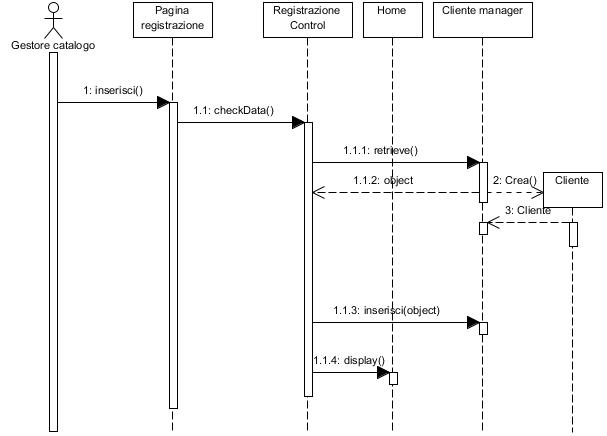 Pagina
registrazione
Registrazione
Control
Home
Cliente manager
Gestore catalogo
1: inserisci()
1.1: checkData()
1.1.1: retrieve()
1.1.2: object
2: Crea()
Cliente
3: Cliente
1.1.3: inserisci(object)
1.1.4: display()